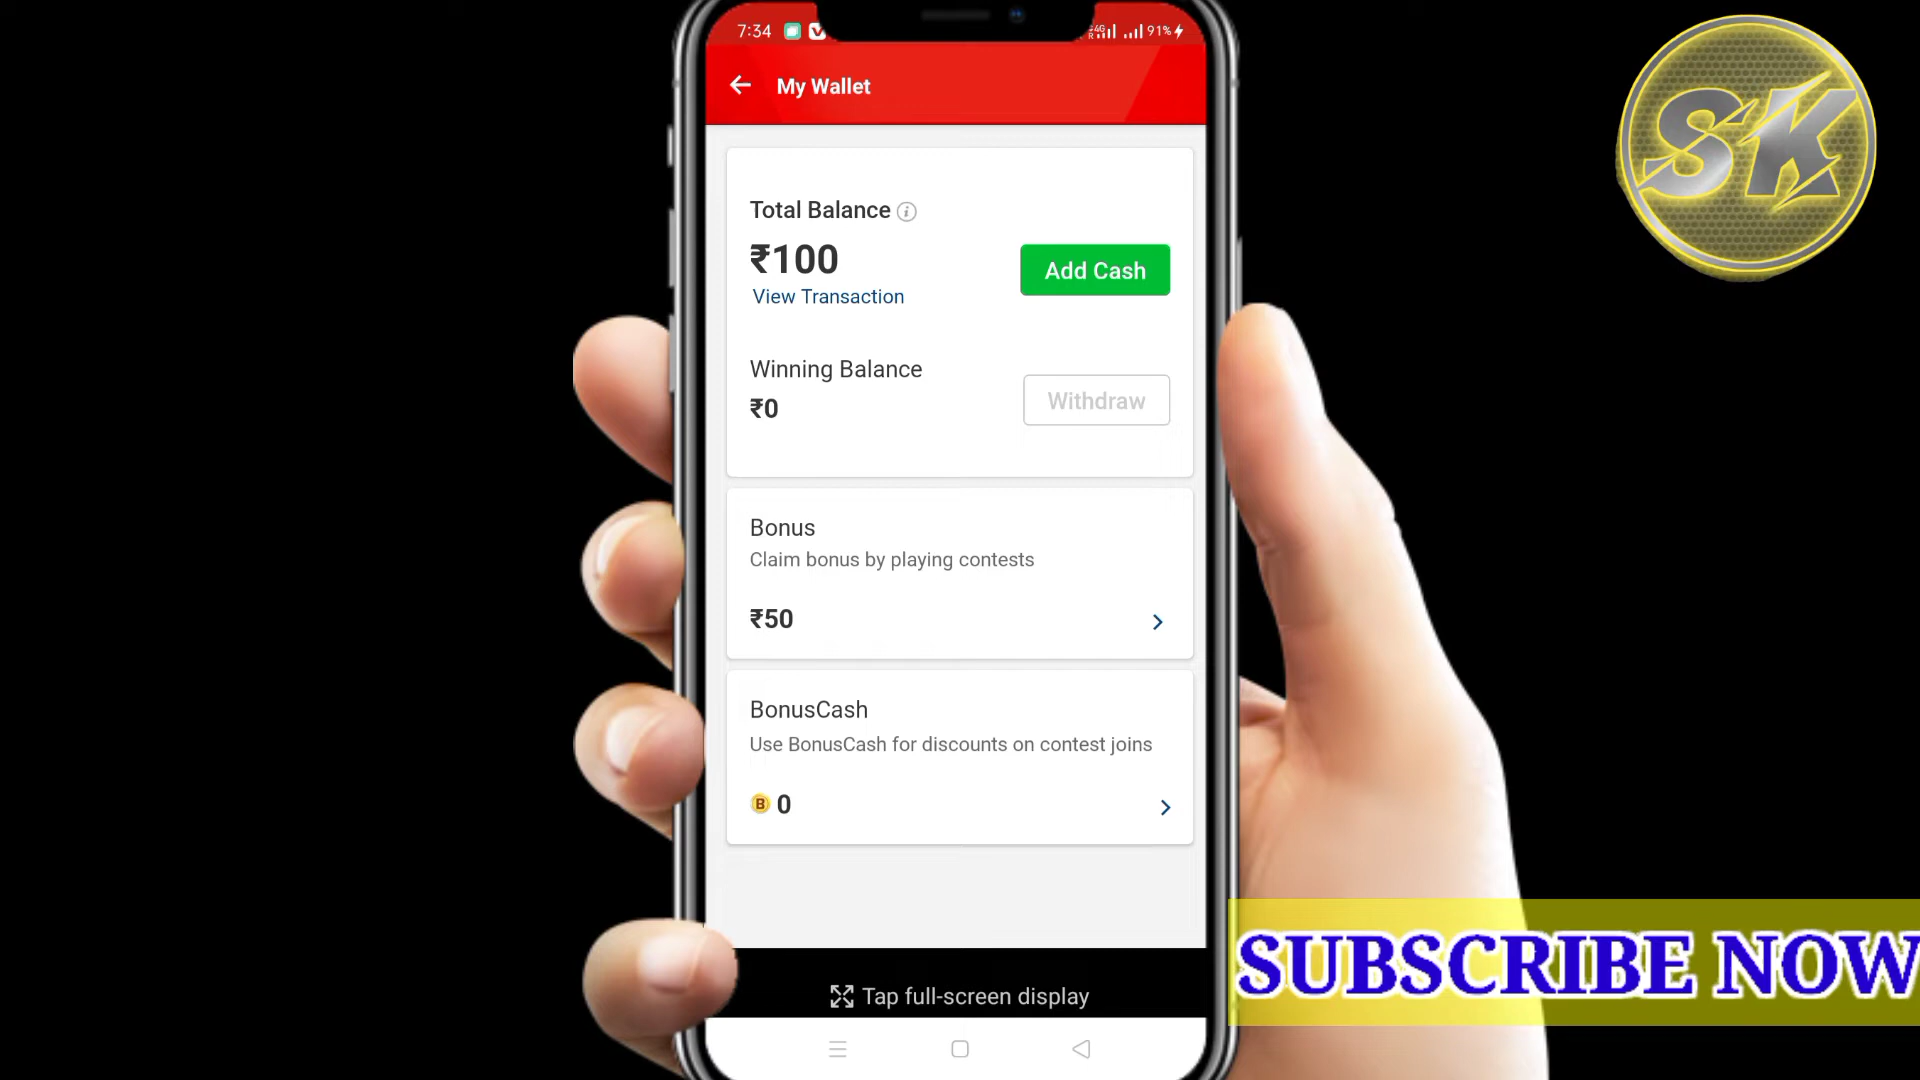 7:34
4G
R
91%
My Wallet
SK
Total Balance
₹100
Add Cash
View Transaction
Winning Balance
₹0
Withdraw
Bonus
Claim bonus by playing contests
₹50
BonusCash
Use BonusCash for discounts on contest joins
B 0
Tap full-screen display
SUBSCRIBE NOW